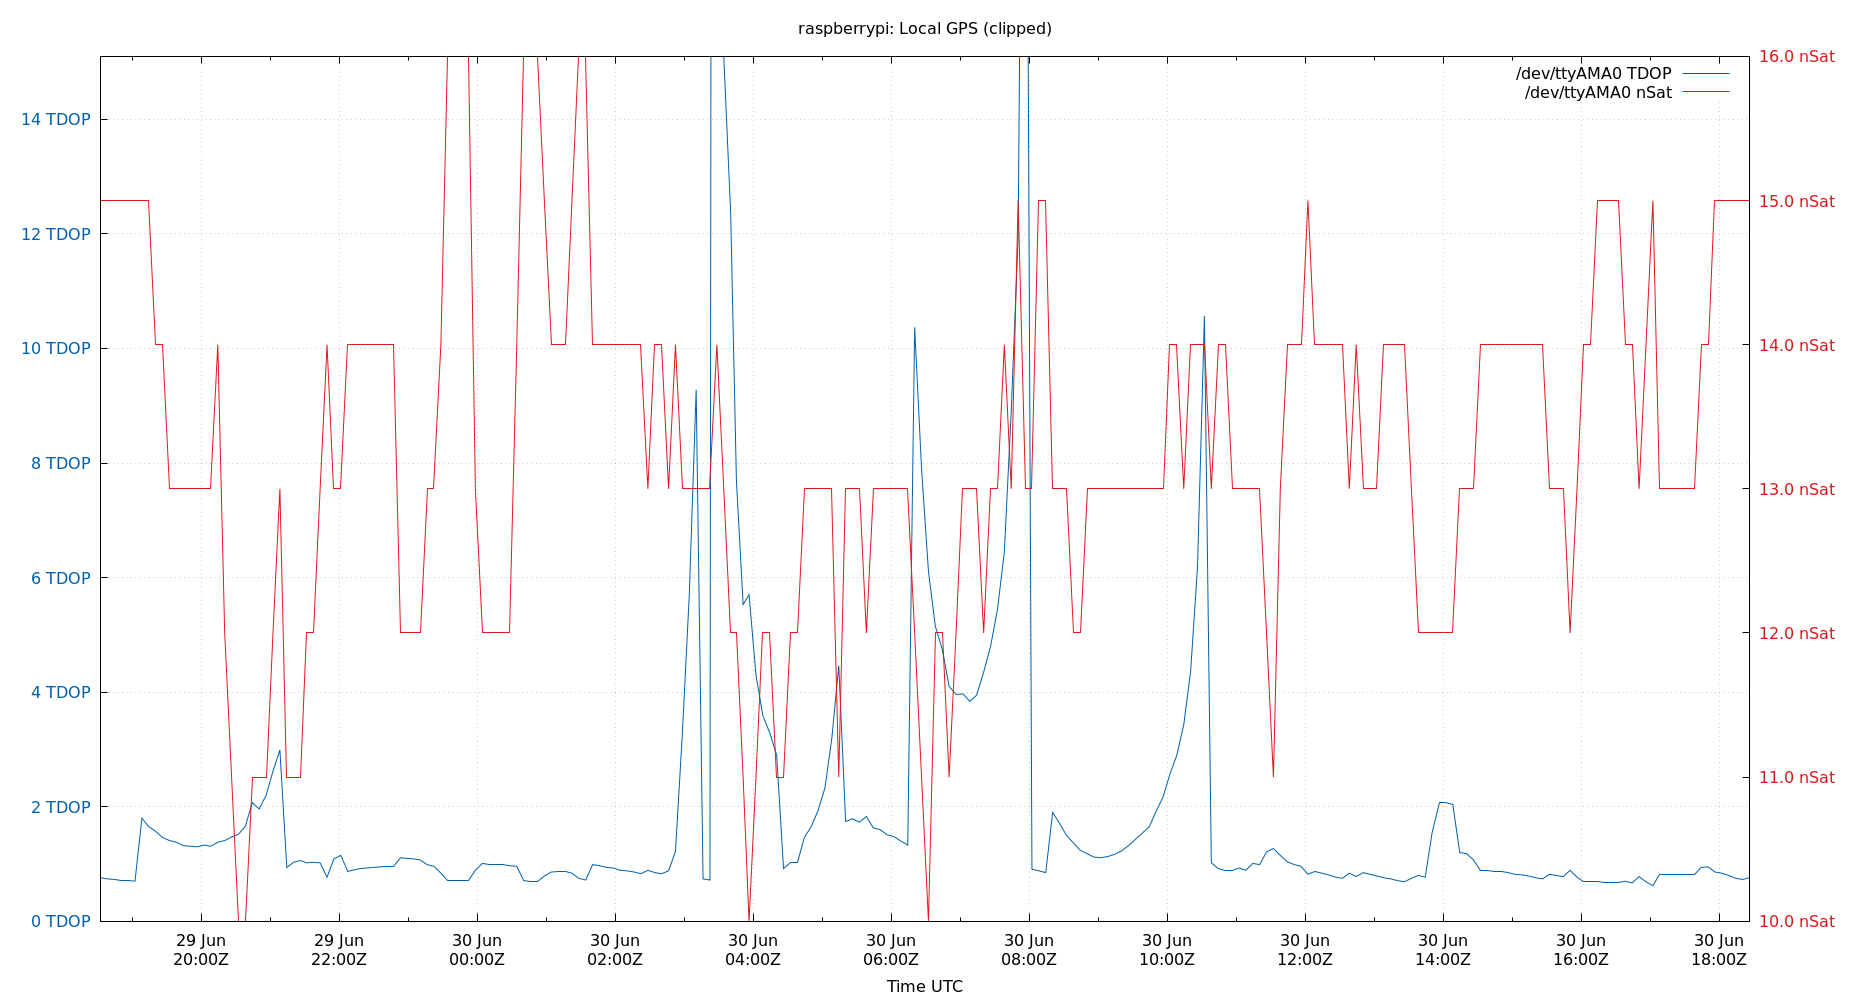 raspberrypi: Local GPS (clipped)
16.0 nSat
/dev/ttyAMA0 TDOP
/dev/ttyAMA0 nSat
14 TDOP
15.0 nSat
12 TDOP
10 TDOP
14.0 nSat
8 TDOP
13.0 nSat
6 TDOP
12.0 nSat
4 TDOP
11.0 nSat
2 TDOP
0 TDOP
10.0 nSat
29 Jun 29 Jun 30 Jun 30 Jun 30 Jun 30 Jun 30 Jun 30 Jun 30 Jun 30 Jun 30 Jun 30 Jun
20:00Z 22:00Z 00:00Z 02:00Z 04:00Z 06:00Z 08:00Z 10:00Z 12:00Z 14:00Z 16:00Z 18:00Z
Time UTC